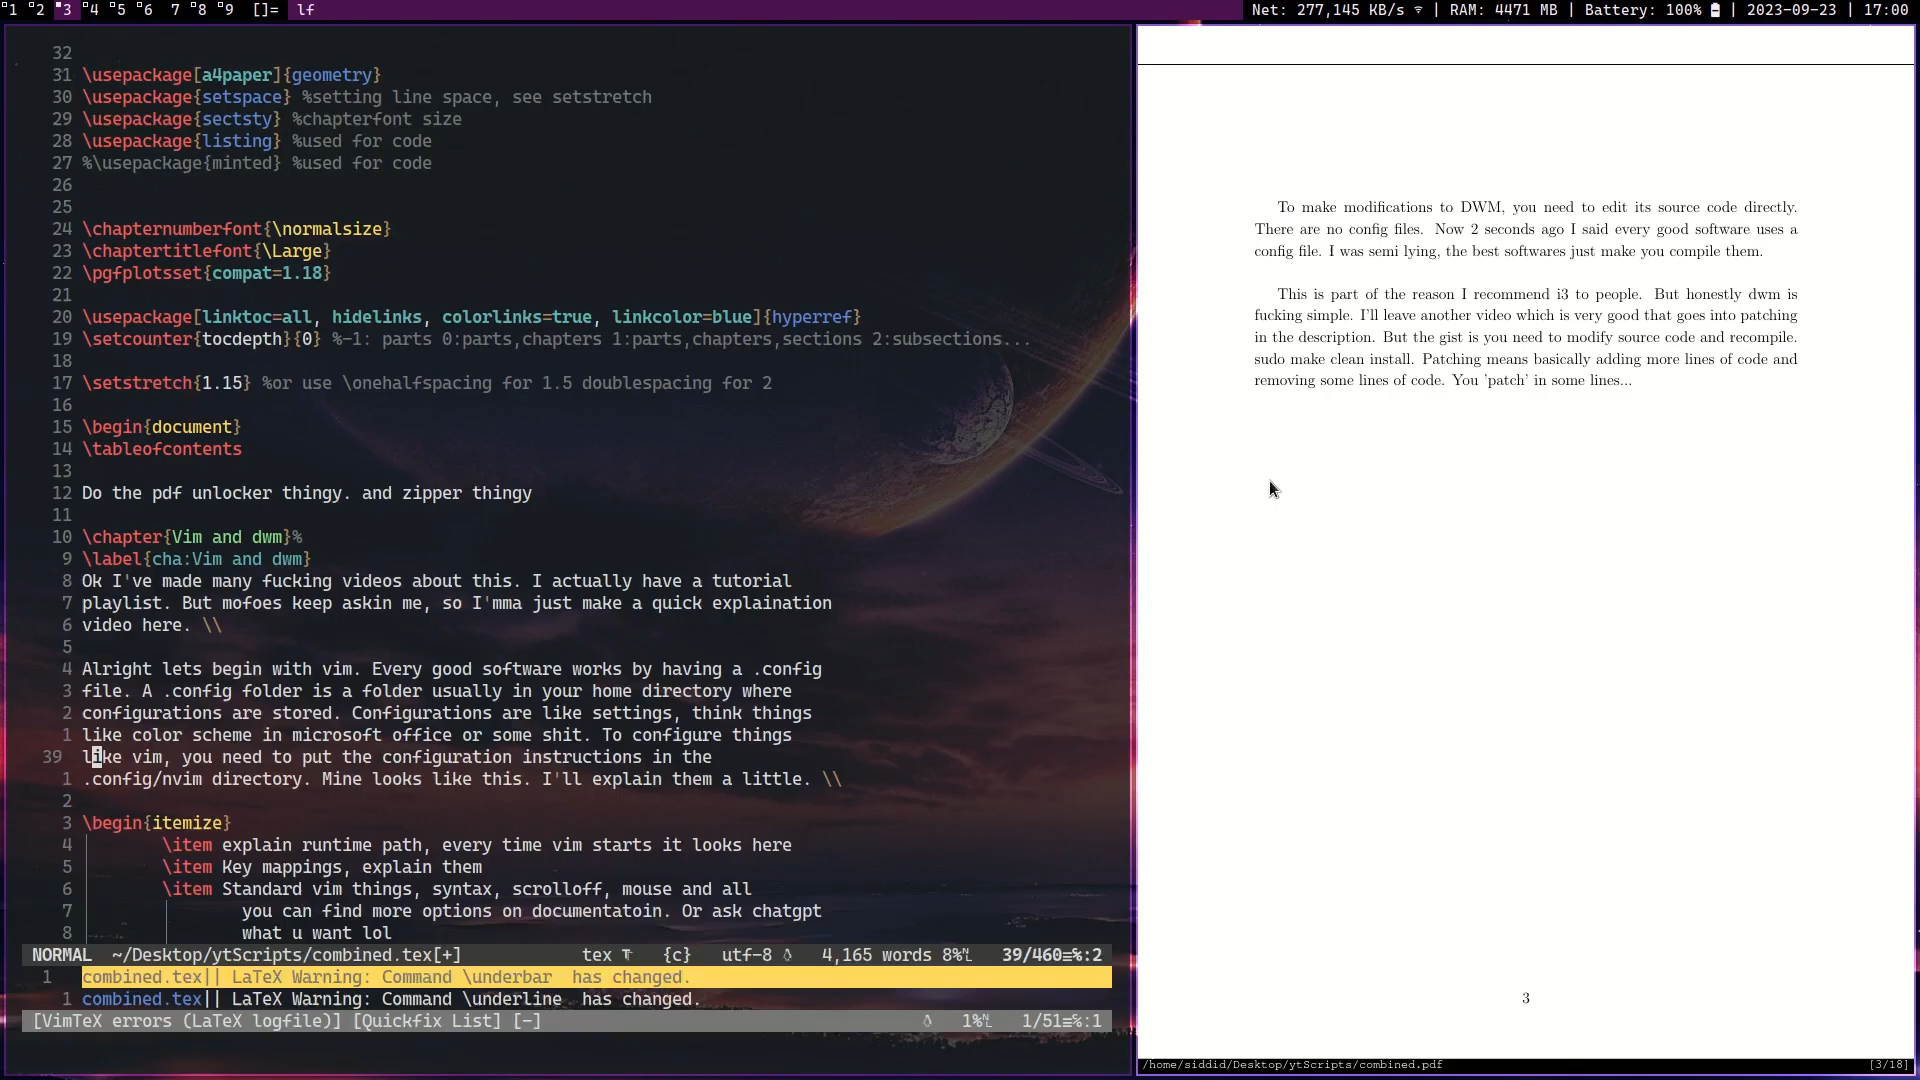 1 2 3 4 5 6 7 8 9 []= lf
Net: 277,145 KB/s | RAM: 4471 MB | Battery: 100% | 2023-09-23 | 17:00
32
31 \usepackage[a4paper]{geometry}
30 \usepackage{setspace} %setting line space, see setstretch
29 \usepackage{sectsty} %chapterfont size
28 \usepackage{listing} %used for code
27 %\usepackage{minted} %used for code
26
25
24 \chapternumberfont{\normalsize}
23 \chaptertitlefont{\Large}
22 \pgfplotsset{compat=1.18}
21
20 \usepackage[linktoc=all, hidelinks, colorlinks=true, linkcolor=blue]{hyperref}
19 \setcounter{tocdepth}{0} %-1: parts 0:parts,chapters 1:parts,chapters,sections 2:subsections...
18
17 \setstretch{1.15} %or use \onehalfspacing for 1.5 doublespacing for 2
16
15 \begin{document}
14 \tableofcontents
13
12 Do the pdf unlocker thingy. and zipper thingy
11
10 \chapter{Vim and dwm}%
9 \label{cha:Vim and dwm}
8 Ok I've made many fucking videos about this. I actually have a tutorial
7 playlist. But mofoes keep askin me, so I'mma just make a quick explaination
6 video here. \\
5
4 Alright lets begin with vim. Every good software works by having a .config
3 file. A .config folder is a folder usually in your home directory where
2 configurations are stored. Configurations are like settings, think things
1 like color scheme in microsoft office or some shit. To configure things
39 like vim, you need to put the configuration instructions in the
1 .config/nvim directory. Mine looks like this. I'll explain them a little. \\
2
3 \begin{itemize}
4 \item explain runtime path, every time vim starts it looks here
5 \item Key mappings, explain them
6 \item Standard vim things, syntax, scrolloff, mouse and all
7 you can find more options on documentatoin. Or ask chatgpt
8 what u want lol
NORMAL ~/Desktop/ytScripts/combined.tex[+] tex {c} utf-8 4,165 words 8% 39/460≡%:2
1 combined.tex|| LaTeX Warning: Command \underbar has changed.
1 combined.tex|| LaTeX Warning: Command \underline has changed.
[VimTeX errors (LaTeX logfile)] [Quickfix List] [-] 1% 1/51≡%:1
To make modifications to DWM, you need to edit its source code directly.
There are no config files. Now 2 seconds ago I said every good software uses a
config file. I was semi lying, the best softwares just make you compile them.
This is part of the reason I recommend i3 to people. But honestly dwm is
fucking simple. I'll leave another video which is very good that goes into patching
in the description. But the gist is you need to modify source code and recompile.
sudo make clean install. Patching means basically adding more lines of code and
removing some lines of code. You 'patch' in some lines...
3
/home/siddid/Desktop/ytScripts/combined.pdf [3/18]